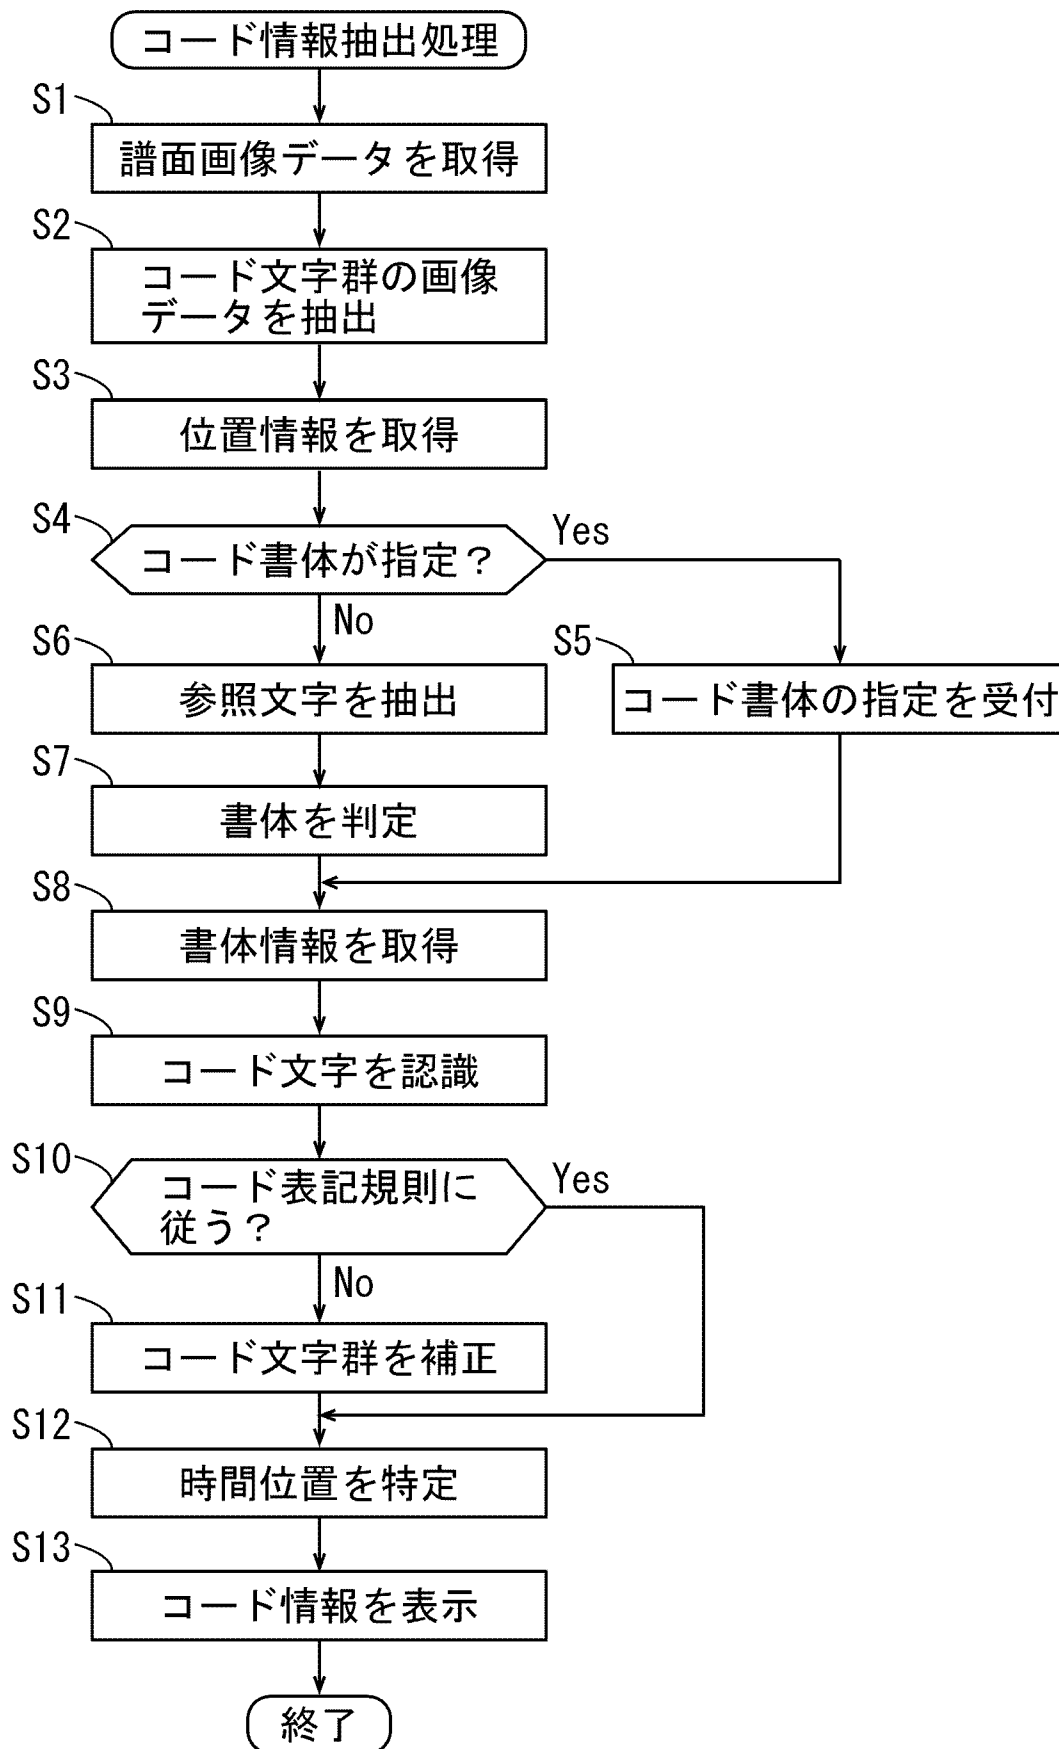 コード情報抽出処理
S1
譜面画像データを取得
S2
コード文字群の画像
データを抽出
S3
位置情報を取得
S4
コード書体が指定？
Yes
No
S6
参照文字を抽出
S5
コード書体の指定を受付
S7
書体を判定
S8
書体情報を取得
S9
コード文字を認識
S10
コード表記規則に
従う？
Yes
No
S11
コード文字群を補正
S12
時間位置を特定
S13
コード情報を表示
終了